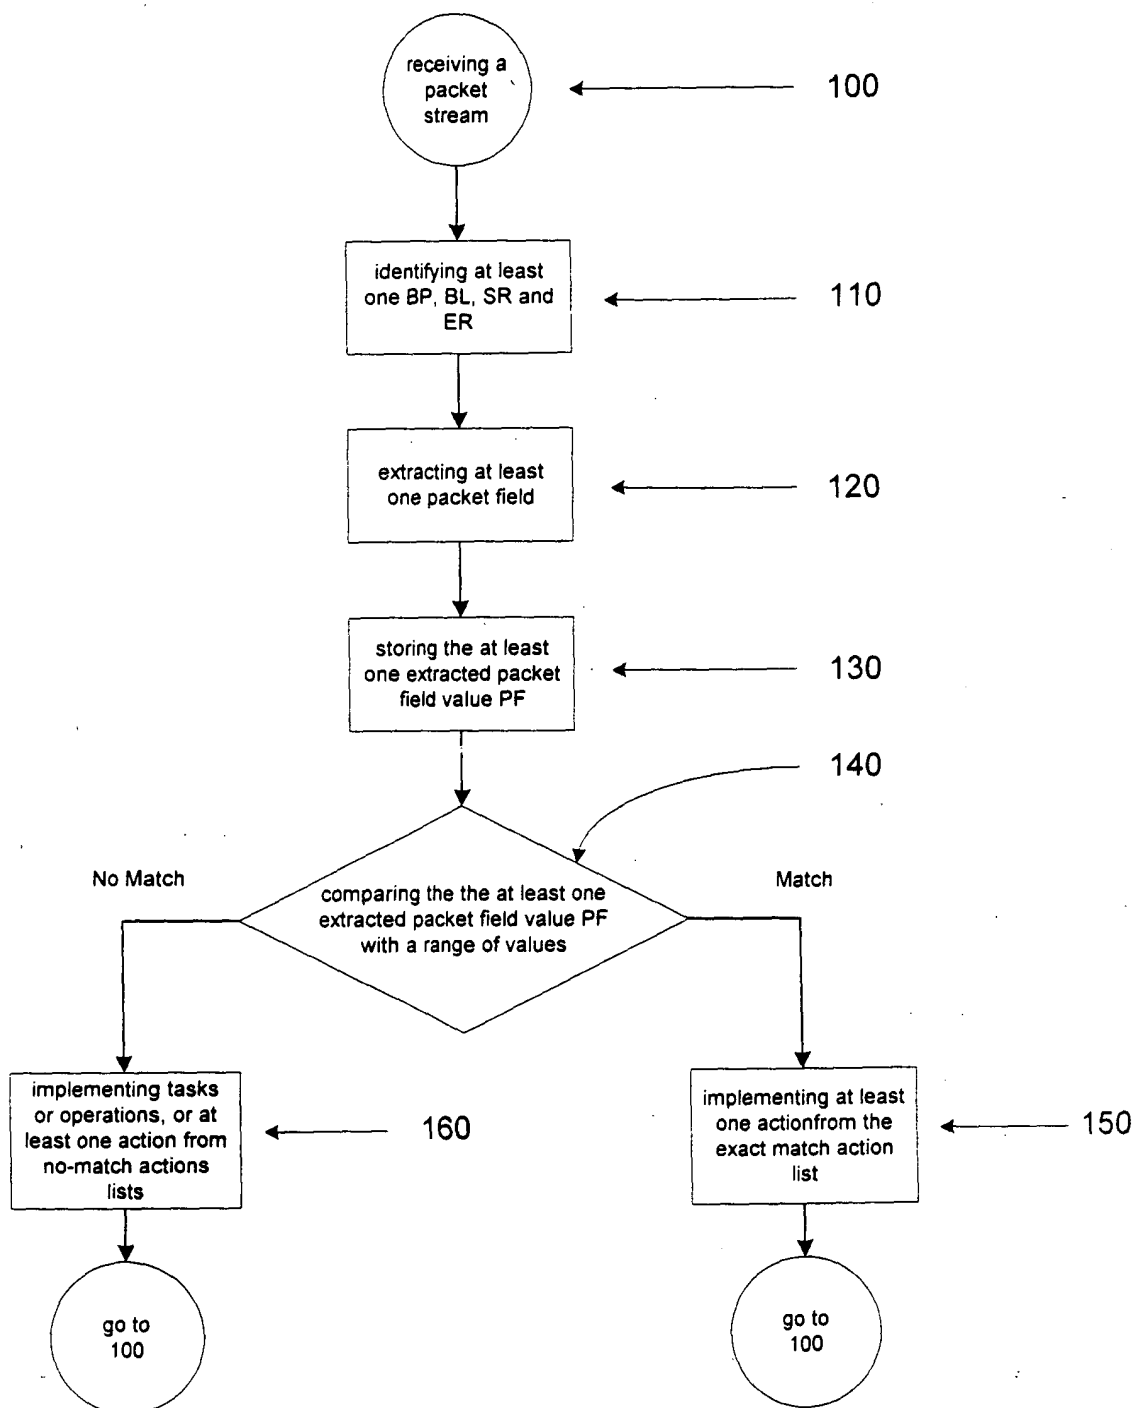 receiving a
packet
stream
100
identifying at least
one BP, BL, SR and
ER
110
extracting at least
one packet field
120
storing the at least
one extracted packet
field value PF
130
140
No Match
comparing the the at least one
extracted packet field value PF
with a range of values
Match
implementing tasks
or operations, or at
least one action from
no-match actions
lists
160
implementing at least
one actionfrom the
exact match action
list
150
go to
100
go to
100